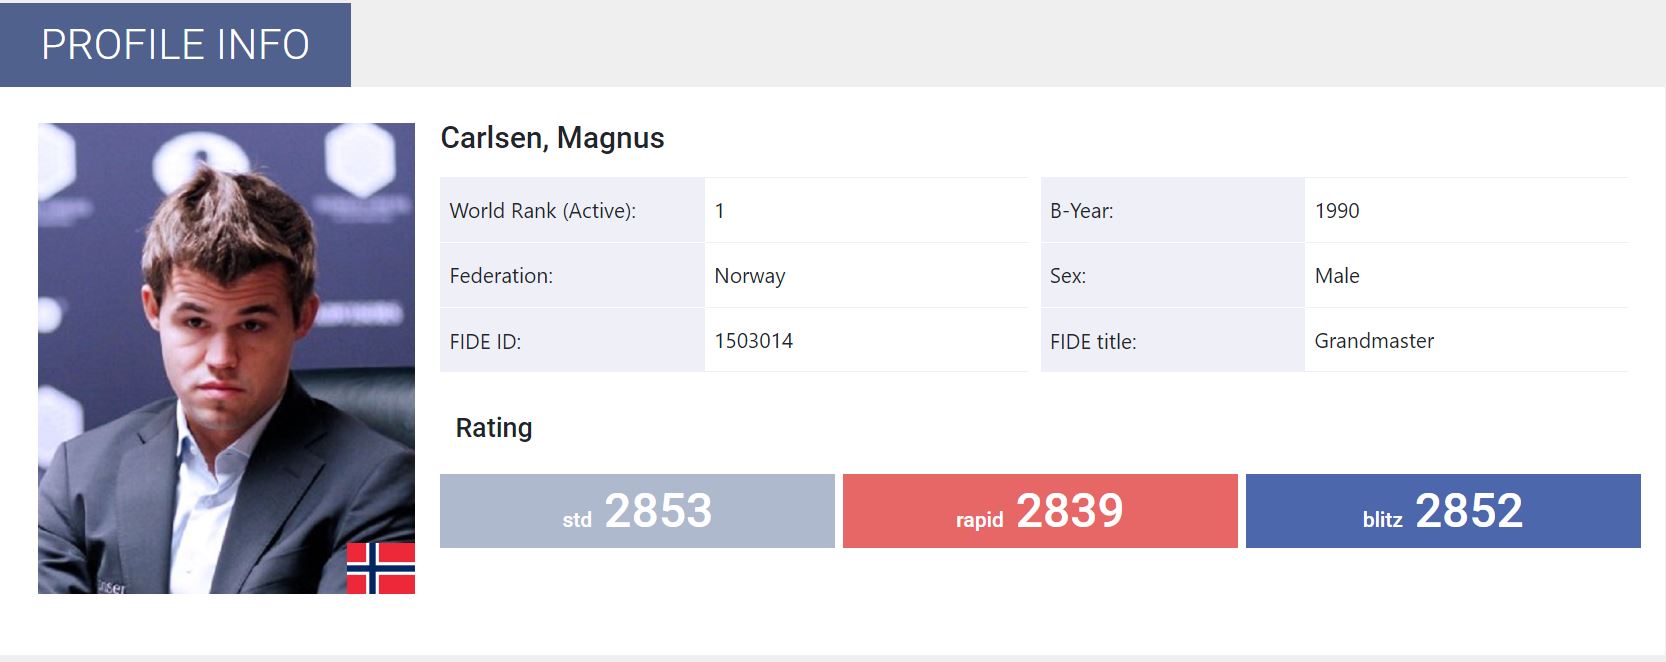 PROFILE INFO
Carlsen, Magnus
World Rank (Active): 1 B-Year: 1990
Federation: Norway Sex: Male
FIDE ID: 1503014 FIDE title: Grandmaster
Rating
std 2853 rapid 2839 blitz 2852